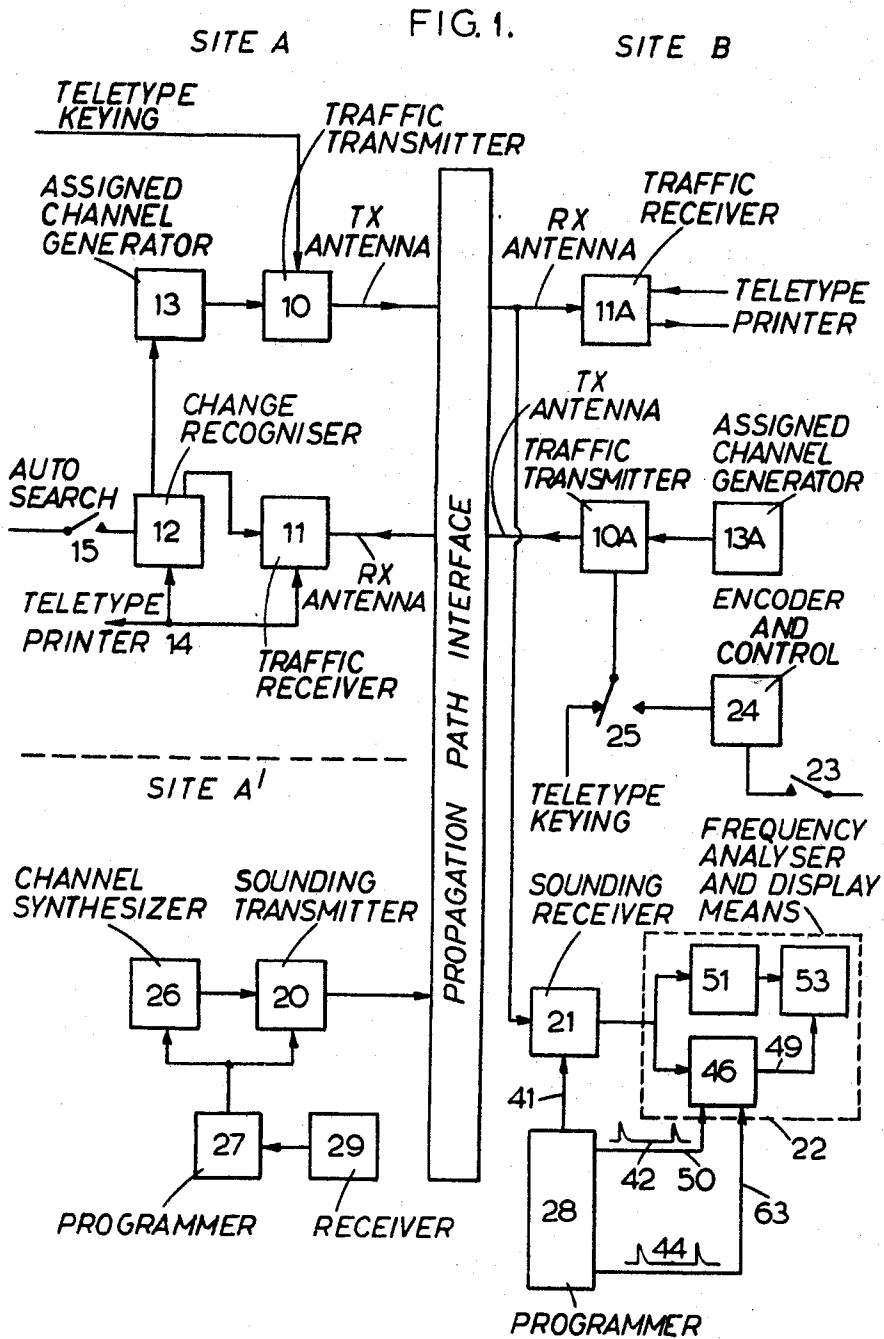 FIG. 1.
SITE A
SITE B
TELETYPE
KEYING
TRAFFIC
TRANSMITTER
ASSIGNED
CHANNEL
GENERATOR
TX
ANTENNA
RX
ANTENNA
TRAFFIC
RECEIVER
13
10
11A
TELETYPE
PRINTER
CHANGE
RECOGNISER
TX
ANTENNA
TRAFFIC
TRANSMITTER
ASSIGNED
CHANNEL
GENERATOR
AUTO
SEARCH
15
12
11
RX
ANTENNA
10A
13A
TELETYPE
PRINTER 14
TRAFFIC
RECEIVER
ENCODER
AND
CONTROL
24
25
23
TELETYPE
KEYING
PROPAGATION PATH INTERFACE
SITE A'
CHANNEL
SYNTHESIZER
SOUNDING
TRANSMITTER
26
20
27
29
PROGRAMMER
RECEIVER
SOUNDING
RECEIVER
FREQUENCY
ANALYSER
AND DISPLAY
MEANS
21
51
53
46
49
41
42
50
22
63
28
44
PROGRAMMER